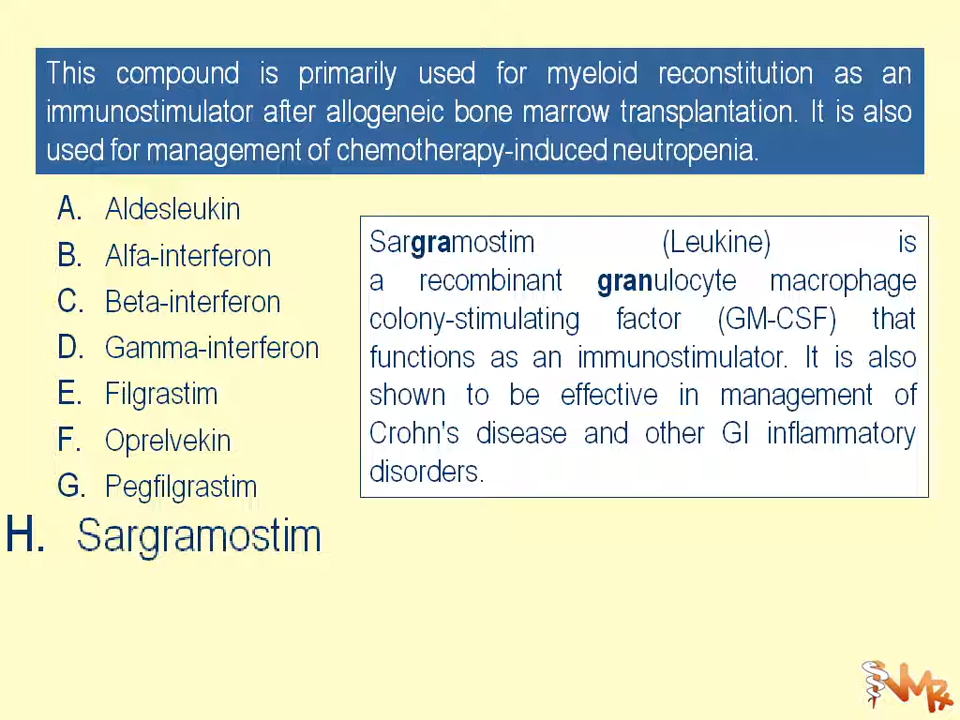 This compound is primarily used for myeloid reconstitution as an
immunostimulator after allogeneic bone marrow transplantation. It is also
used for management of chemotherapy-induced neutropenia.
A. Aldesleukin
B. Alfa-interferon
C. Beta-interferon
D. Gamma-interferon
E. Filgrastim
F. Oprelvekin
G. Pegfilgrastim
H. Sargramostim
Sargramostim (Leukine) is
a recombinant granulocyte macrophage
colony-stimulating factor (GM-CSF) that
functions as an immunostimulator. It is also
shown to be effective in management of
Crohn's disease and other GI inflammatory
disorders.
VMRx